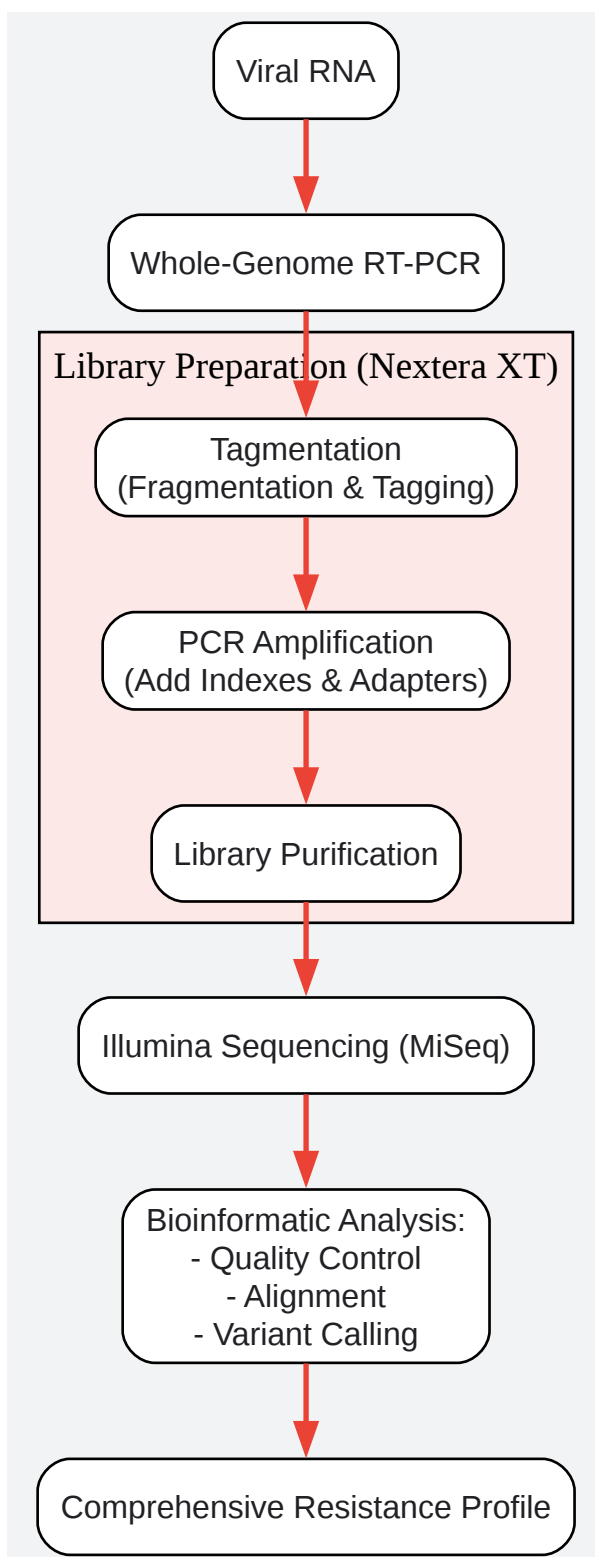 Viral RNA
Whole-Genome RT-PCR
Library Preparation (Nextera XT)
Tagmentation
(Fragmentation & Tagging)
PCR Amplification
(Add Indexes & Adapters)
Library Purification
Illumina Sequencing (MiSeq)
Bioinformatic Analysis:
- Quality Control
- Alignment
- Variant Calling
Comprehensive Resistance Profile